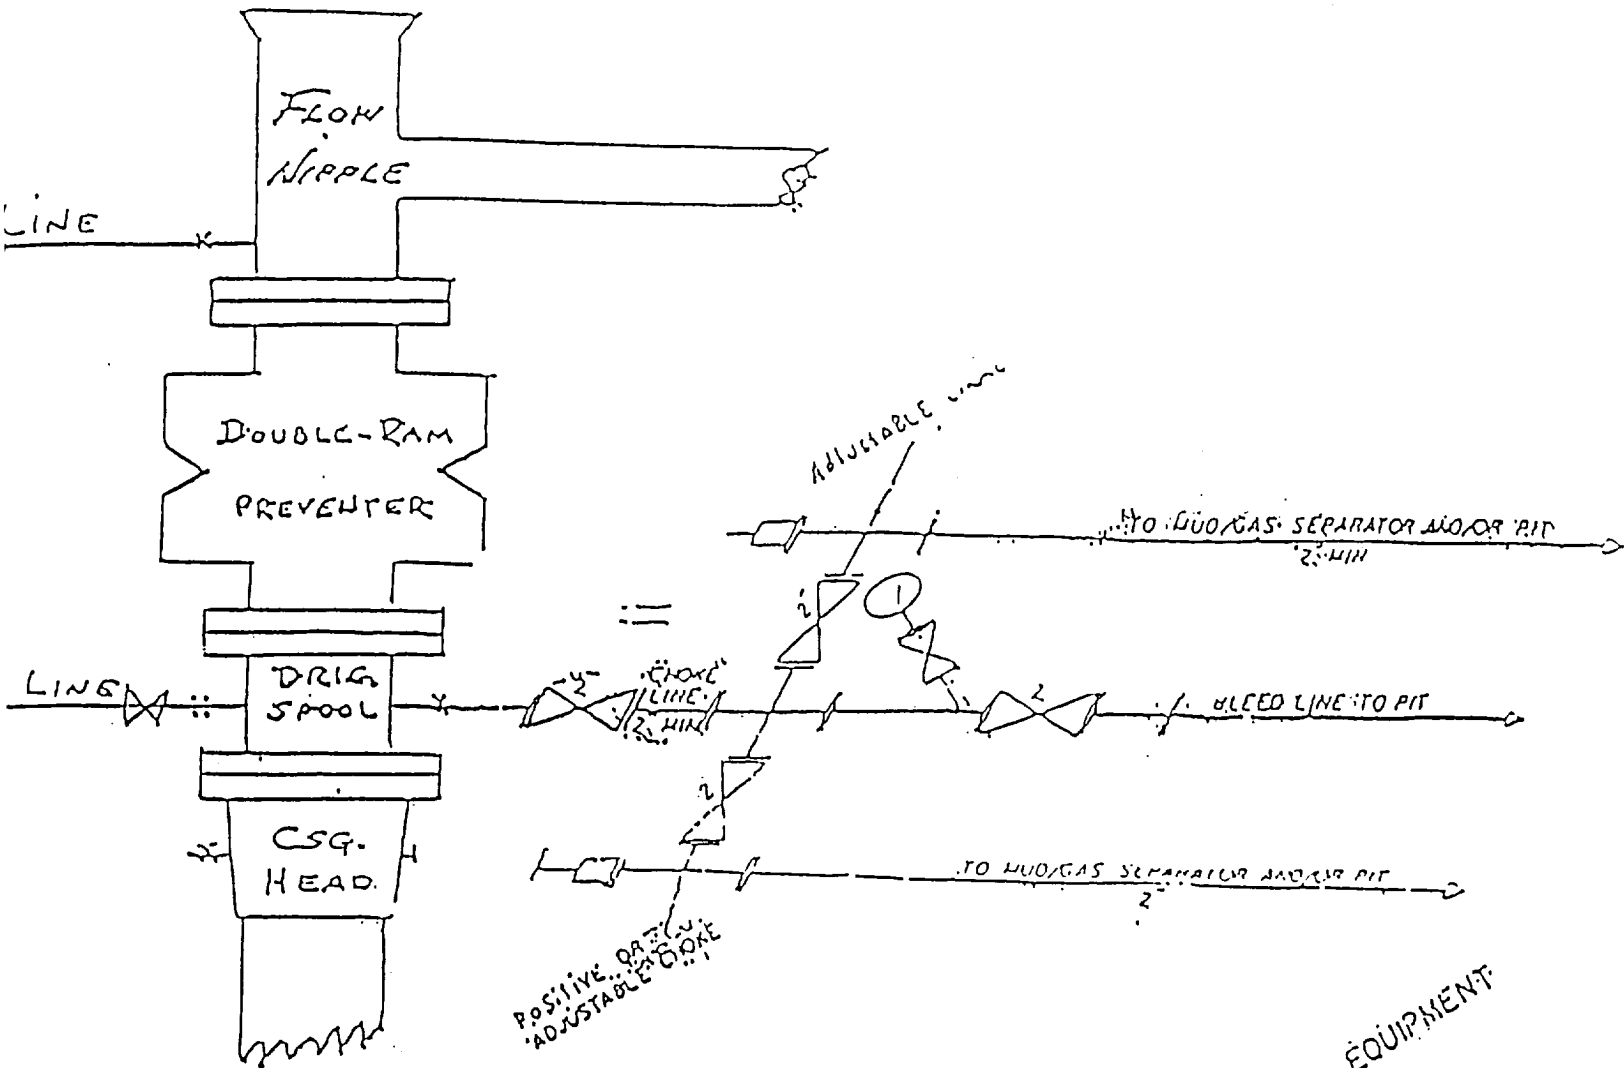 FLOW
NIPPLE
LINE
DOUBLE-RAM
PREVENTER
ADJUSTABLE
TO MUD/GAS SEPARATOR AND/OR PIT
2" MIN
2"
1
LINE
DRLG
SPOOL
2"
CHOKE
LINE
2" MIN
2
BLEED LINE TO PIT
2
CSG.
HEAD
TO MUD/GAS SEPARATOR AND/OR PIT
2"
POSITIVE OR
ADJUSTABLE CHOKE
EQUIPMENT